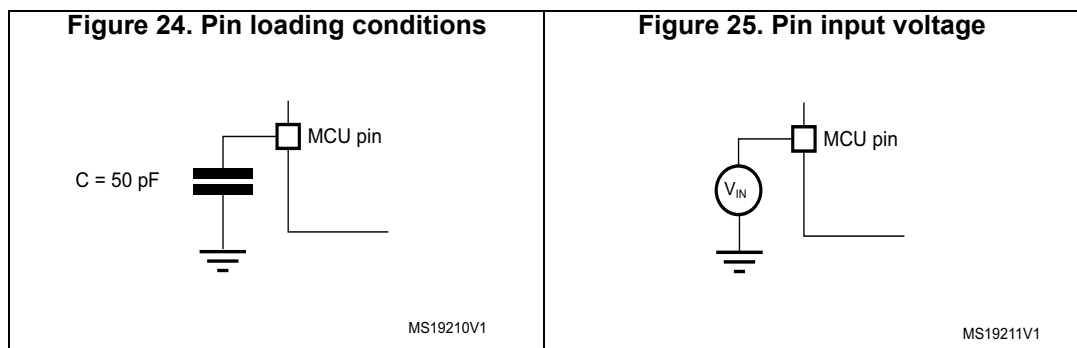 Figure 24. Pin loading conditions
MCU pin
C = 50 pF
MS19210V1
Figure 25. Pin input voltage
MCU pin
VIN
MS19211V1